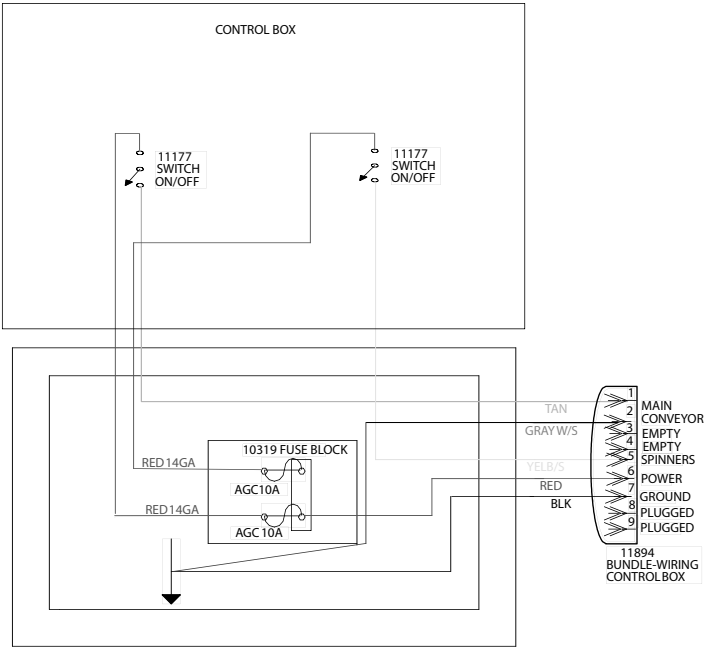 CONTROL BOX
11177
SWITCH
ON/OFF
11177
SWITCH
ON/OFF
TAN
GRAY W/S
YELB/S
RED
BLK
1
2
3
4
5
6
7
8
9
MAIN
CONVEYOR
EMPTY
EMPTY
SPINNERS
POWER
GROUND
PLUGGED
PLUGGED
10319 FUSE BLOCK
RED 14GA
AGC 10A
RED 14GA
AGC 10A
11894
BUNDLE-WIRING
CONTROL BOX